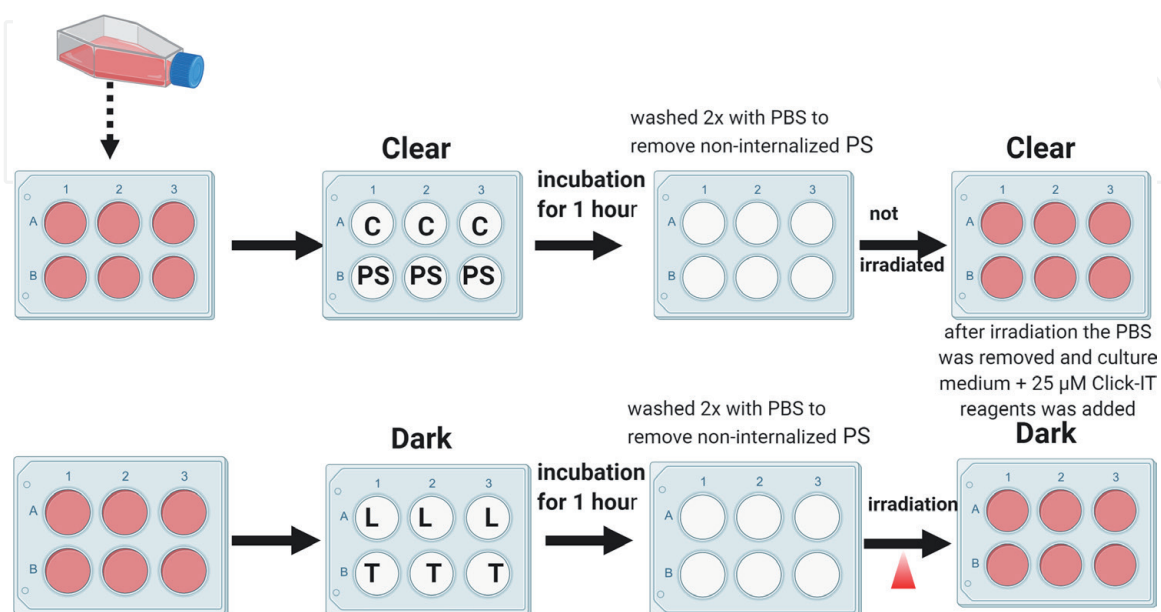 washed 2x with PBS to
remove non-internalized PS
Clear
Clear
incubation
for 1 hour
not
irradiated
1 2 3
A
B
1 2 3
A C C C
B PS PS PS
1 2 3
A
B
1 2 3
A
B
after irradiation the PBS
was removed and culture
medium + 25 µM Click-IT
reagents was added
washed 2x with PBS to
remove non-internalized PS
Dark
Dark
incubation
for 1 hour
irradiation
1 2 3
A
B
1 2 3
A L L L
B T T T
1 2 3
A
B
1 2 3
A
B